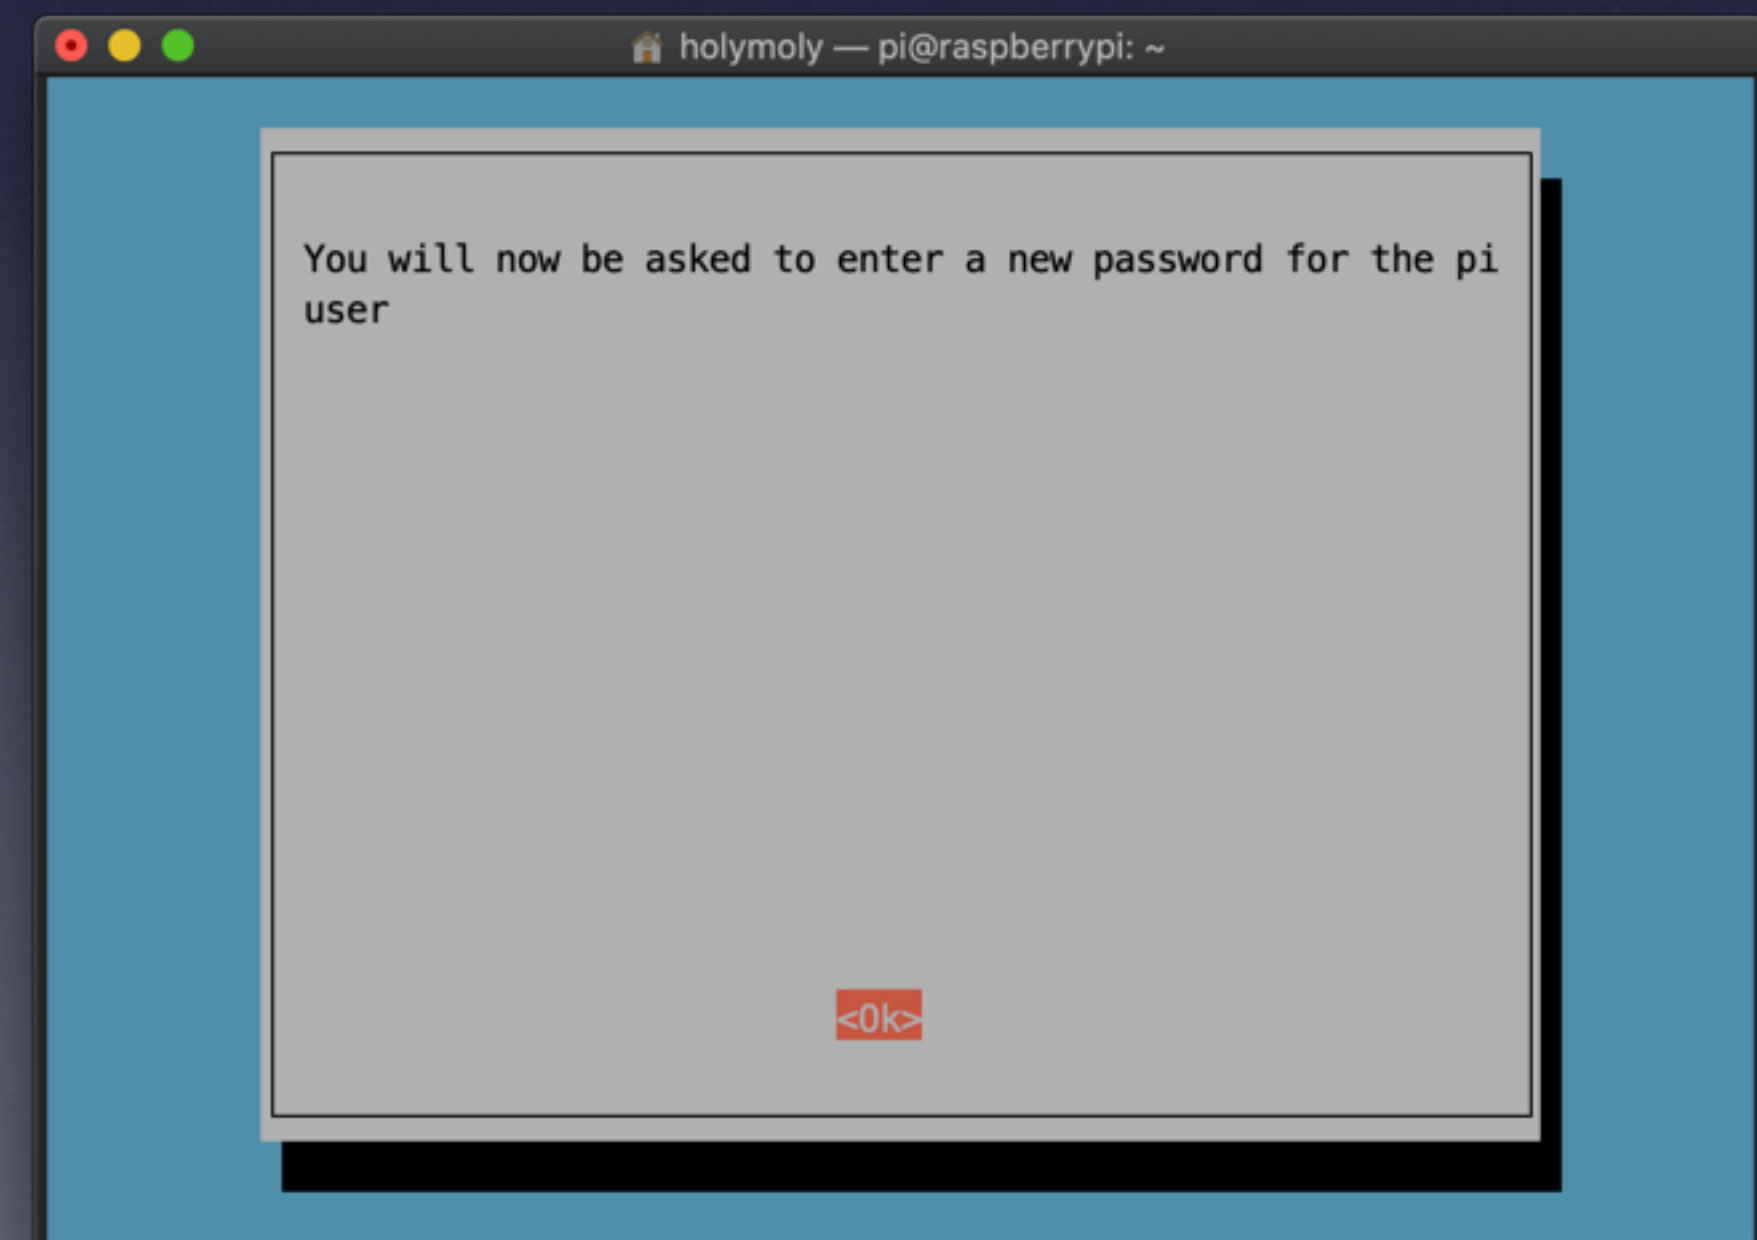 holymoly — pi@raspberrypi: ~
You will now be asked to enter a new password for the pi
user
<Ok>